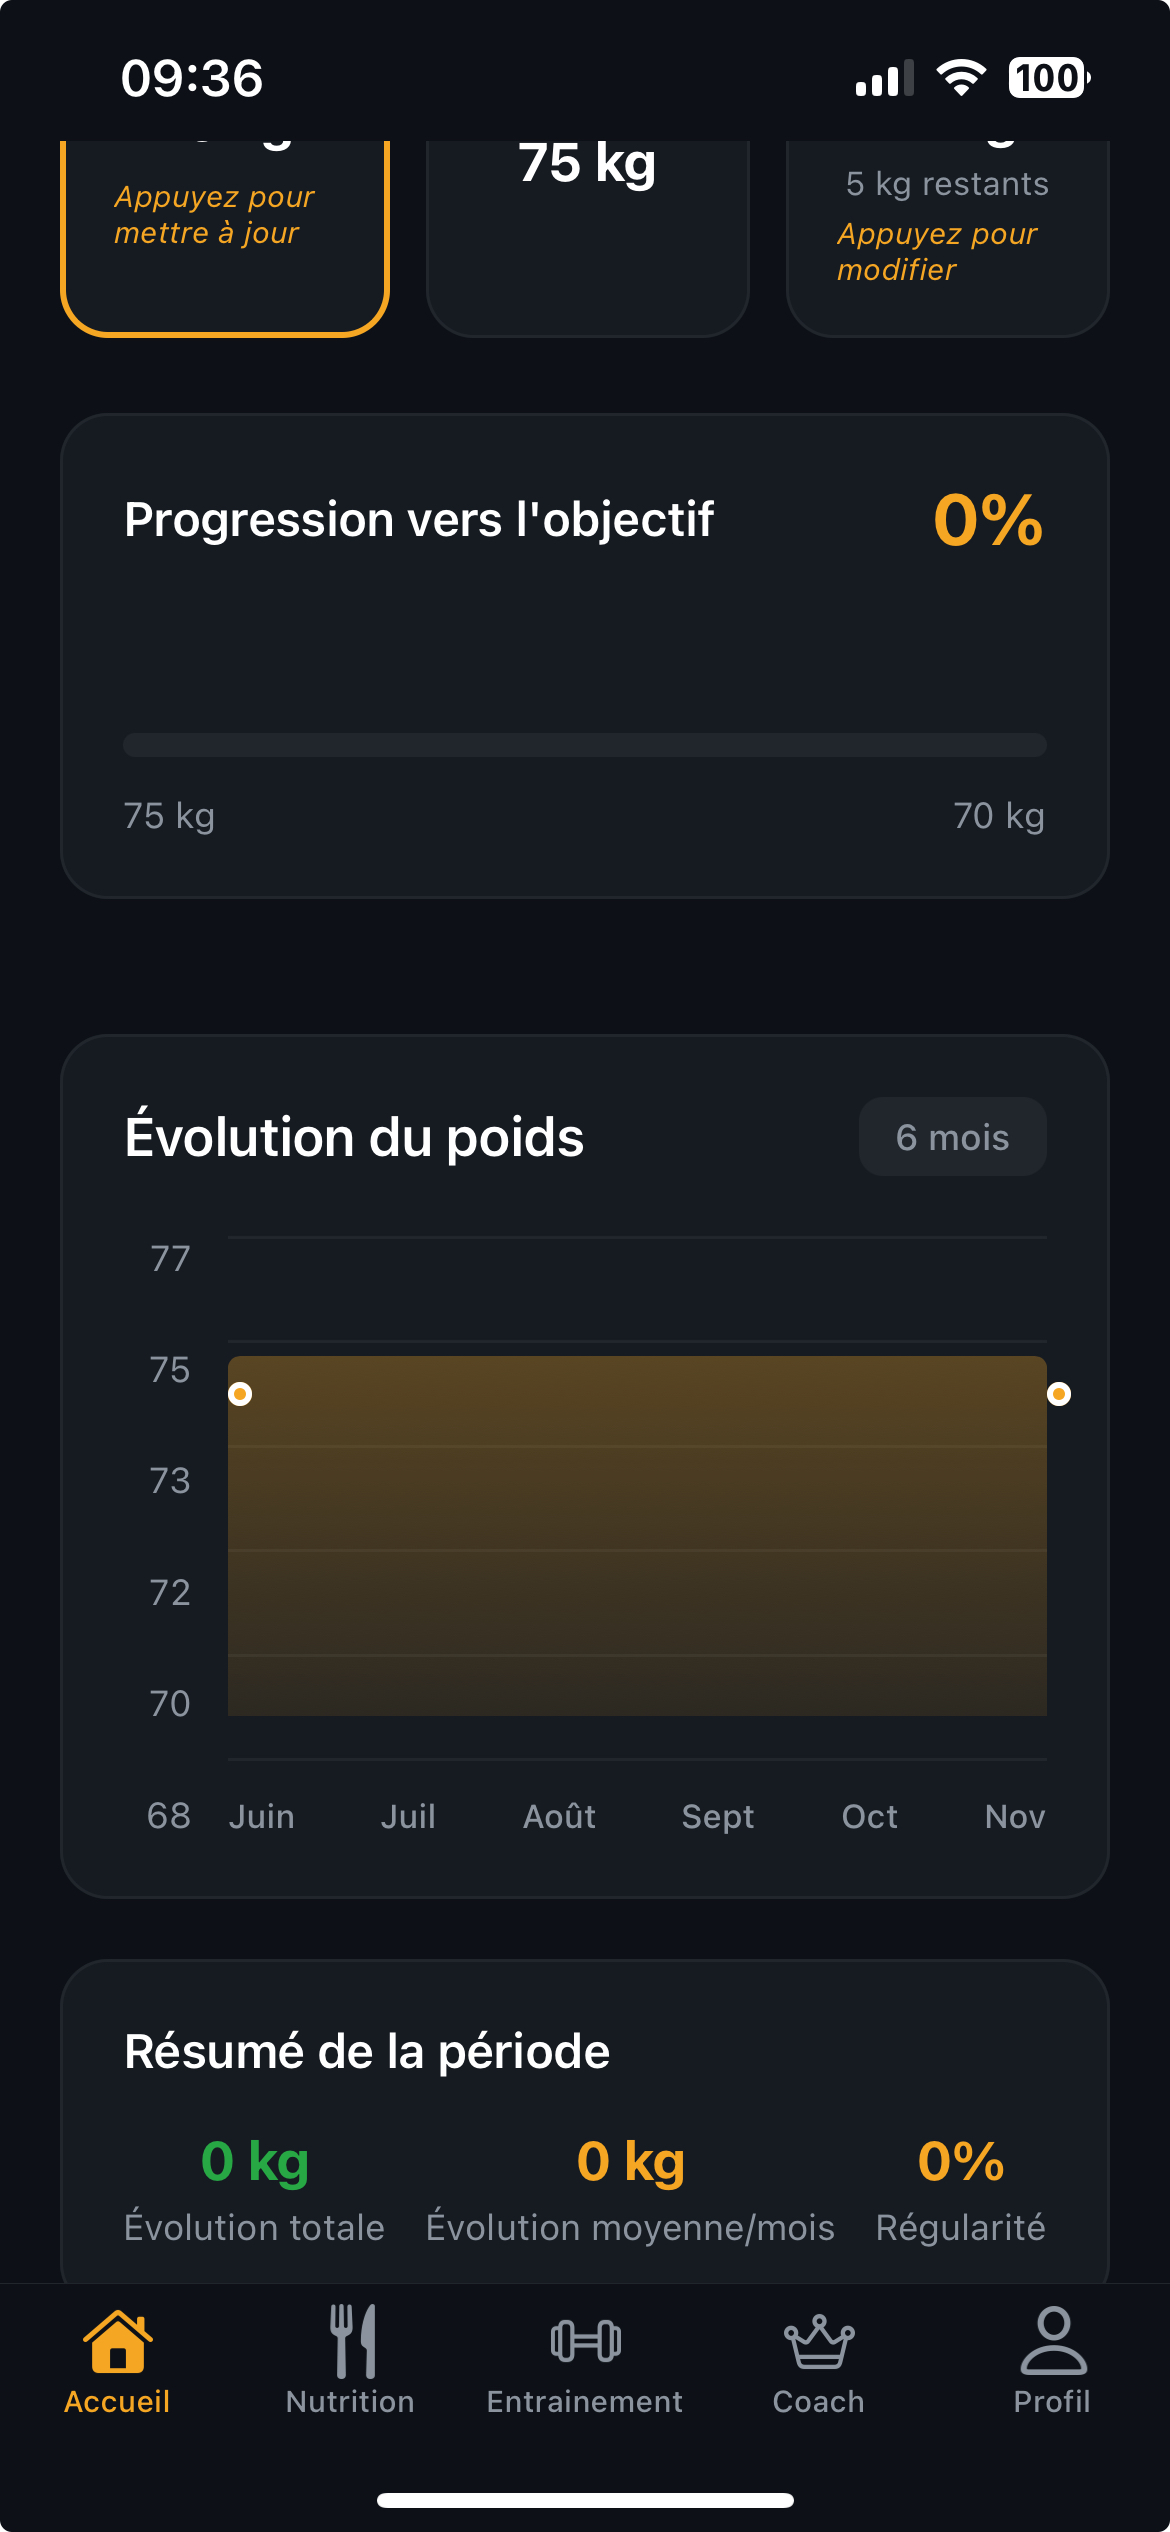 09:36
100
75 kg
5 kg restants
Appuyez pour
mettre à jour
Appuyez pour
modifier
Progression vers l'objectif
0%
75 kg
70 kg
Évolution du poids
6 mois
77
75
73
72
70
68
Juin
Juil
Août
Sept
Oct
Nov
Résumé de la période
0 kg
0 kg
0%
Évolution totale
Évolution moyenne/mois
Régularité
Accueil
Nutrition
Entrainement
Coach
Profil